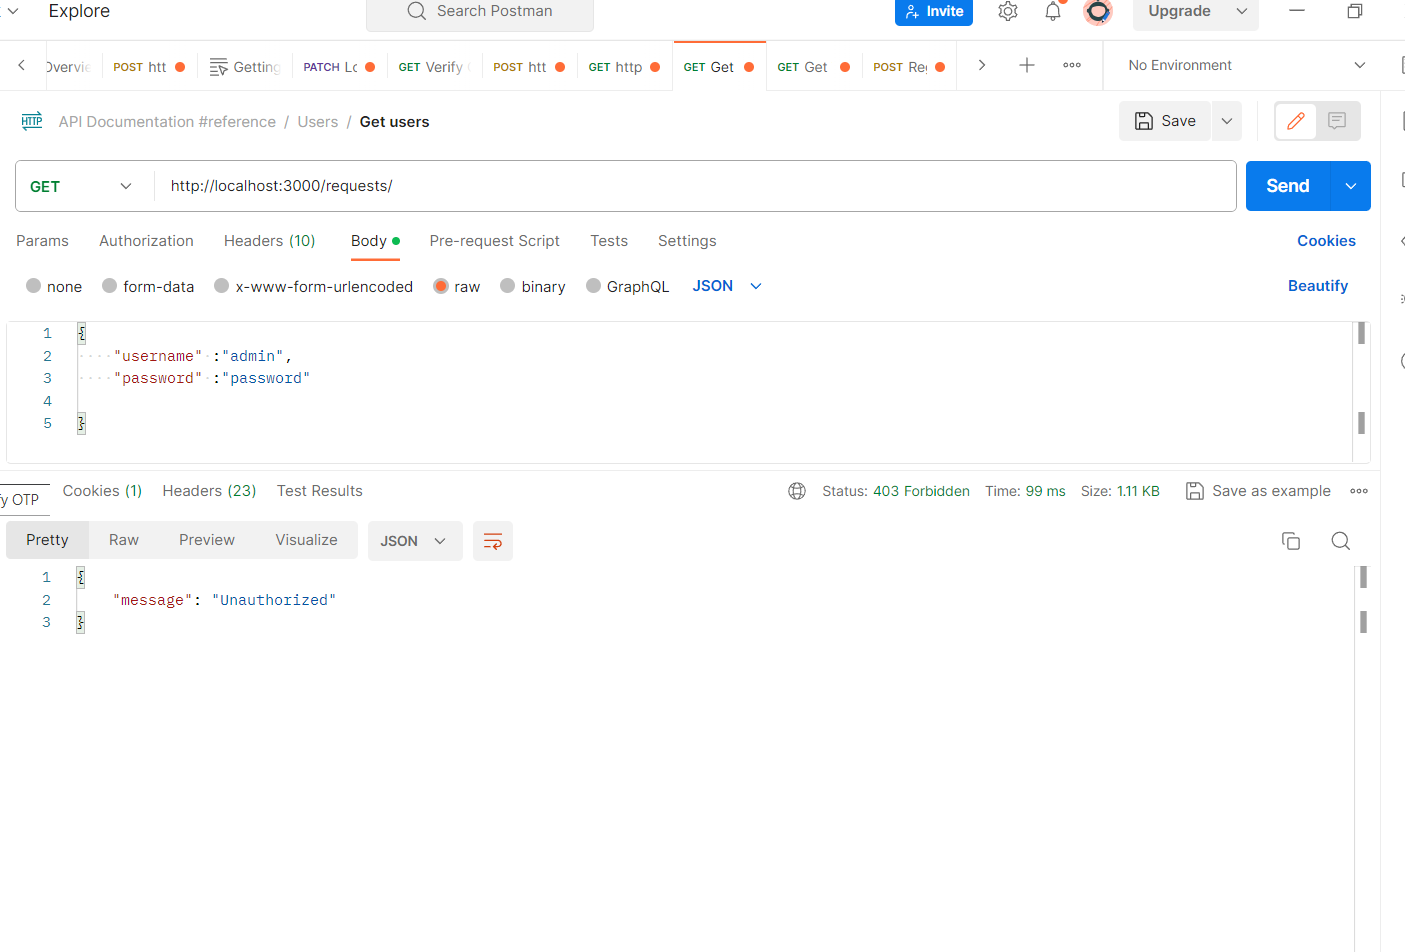 Explore
Search Postman
Invite
Upgrade
Overvie
POST htt
Getting
PATCH Lo
GET Verify
POST htt
GET http
GET Get
GET Get
POST Re
No Environment
HTTP
API Documentation #reference / Users / Get users
Save
GET
http://localhost:3000/requests/
Send
Params Authorization Headers (10) Body Pre-request Script Tests Settings
Cookies
none form-data x-www-form-urlencoded raw binary GraphQL JSON
Beautify
1 {
2 "username" :"admin",
3 "password" :"password"
4
5 }
fy OTP
Cookies (1) Headers (23) Test Results
Status: 403 Forbidden Time: 99 ms Size: 1.11 KB
Save as example
Pretty Raw Preview Visualize JSON
1 {
2 "message": "Unauthorized"
3 }